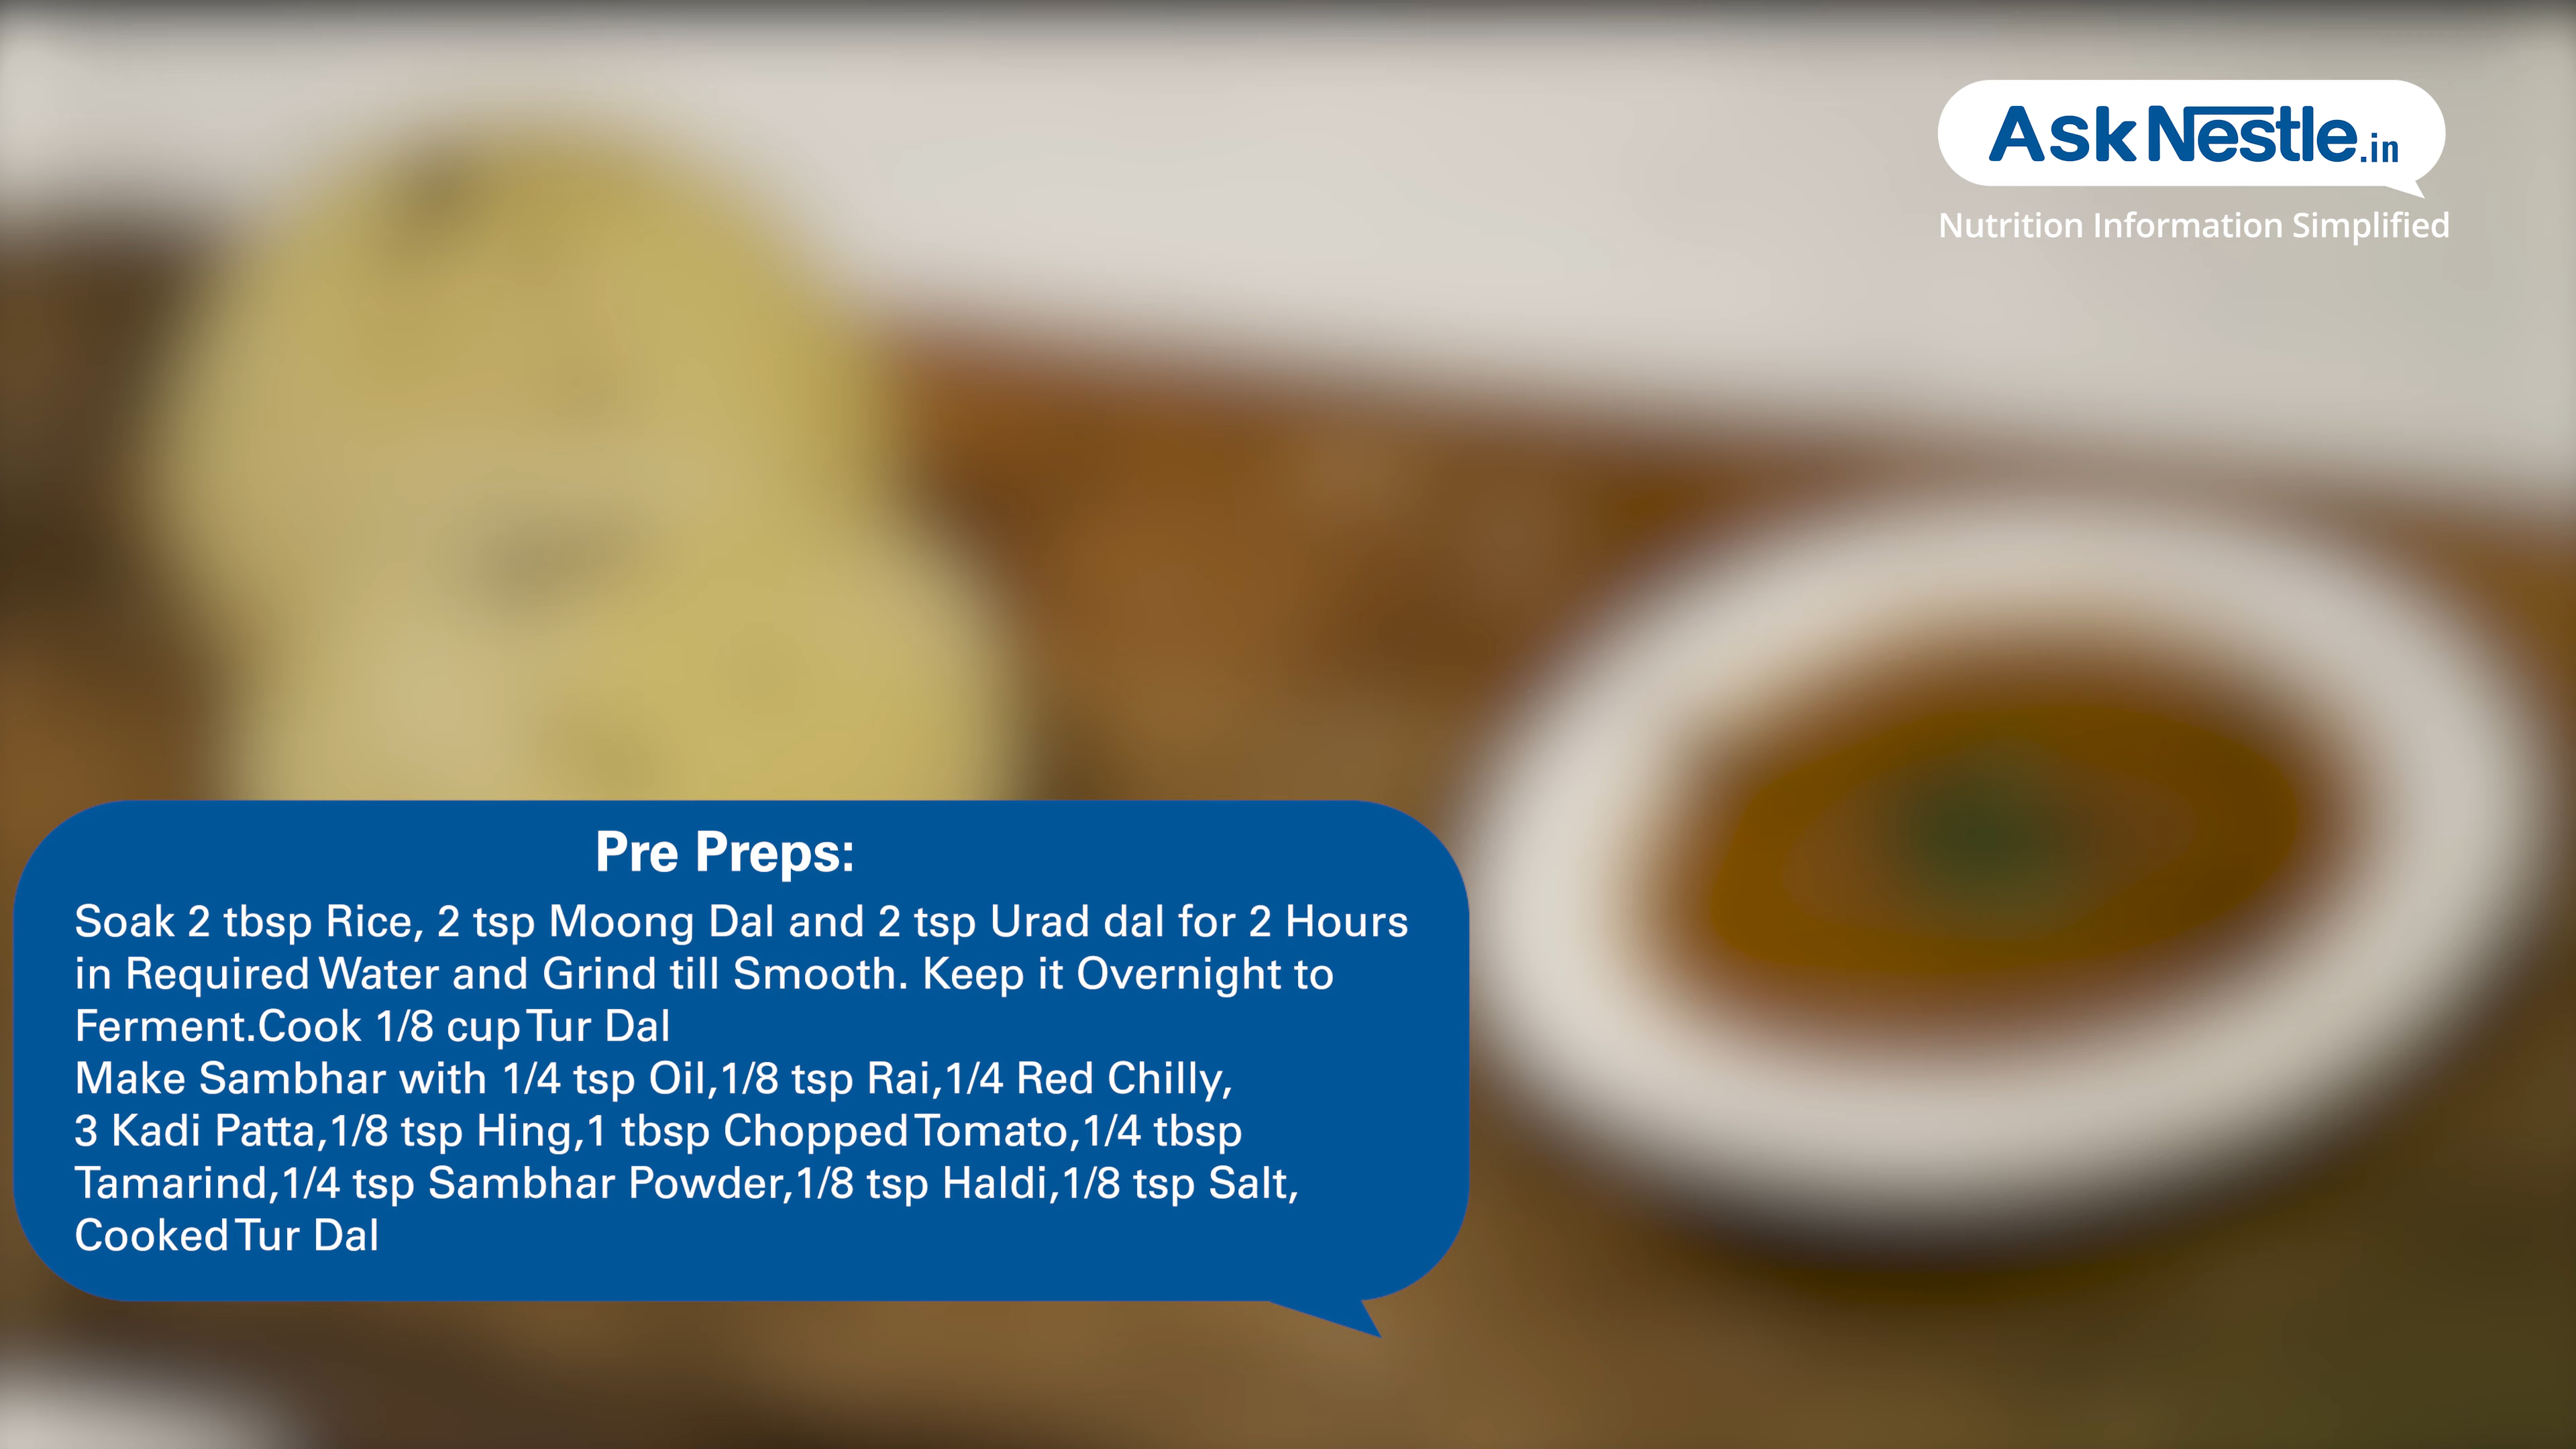 AskNestle.in
Nutrition Information Simplified
Pre Preps:
Soak 2 tbsp Rice, 2 tsp Moong Dal and 2 tsp Urad dal for 2 Hours
in Required Water and Grind till Smooth. Keep it Overnight to
Ferment.Cook 1/8 cup Tur Dal
Make Sambhar with 1/4 tsp Oil,1/8 tsp Rai,1/4 Red Chilly,
3 Kadi Patta,1/8 tsp Hing,1 tbsp Chopped Tomato,1/4 tbsp
Tamarind,1/4 tsp Sambhar Powder,1/8 tsp Haldi,1/8 tsp Salt,
Cooked Tur Dal